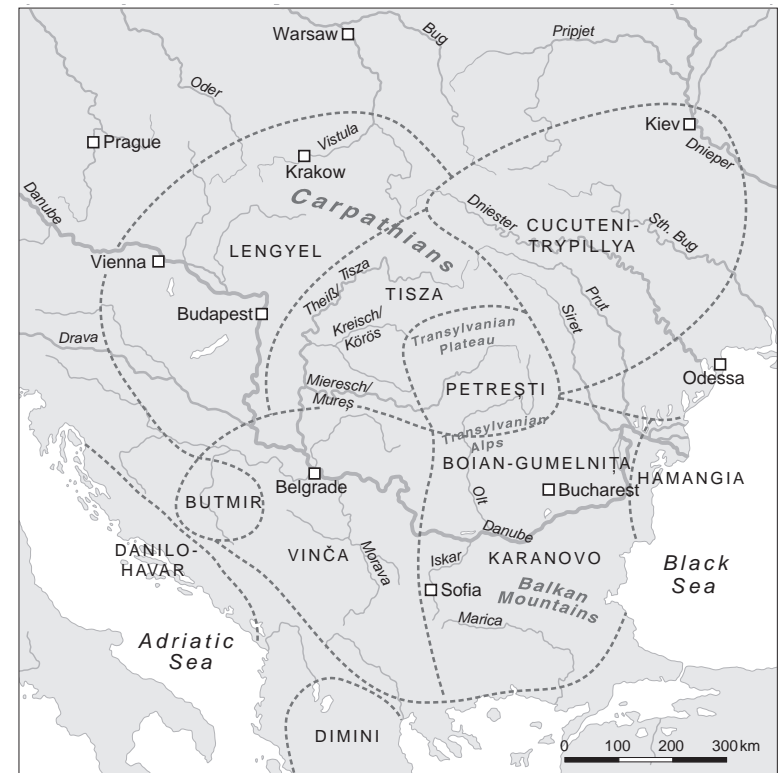 Warsaw
Bug
Pripjet
Oder
Kiev
Prague
Vistula
Krakow
Dnieper
Danube
Carpathians
Dniester
CUCUTENI-
TRYPILLYA
Sth. Bug
LENGYEL
Vienna
Theiß/ Tisza
TISZA
Prut
Siret
Budapest
Kreisch/
Körös
Transylvanian
Plateau
Drava
Odessa
Mieresch/
Mureș
PETREȘTI
Transylvanian
Alps
BOIAN-GUMELNIȚA
HAMANGIA
Belgrade
BUTMIR
Olt
Bucharest
Danube
DANILO-
HAVAR
VINČA
Morava
Iskar
KARANOVO
Black
Sea
Sofia
Balkan
Mountains
Marica
Adriatic
Sea
DIMINI
0 100 200 300 km